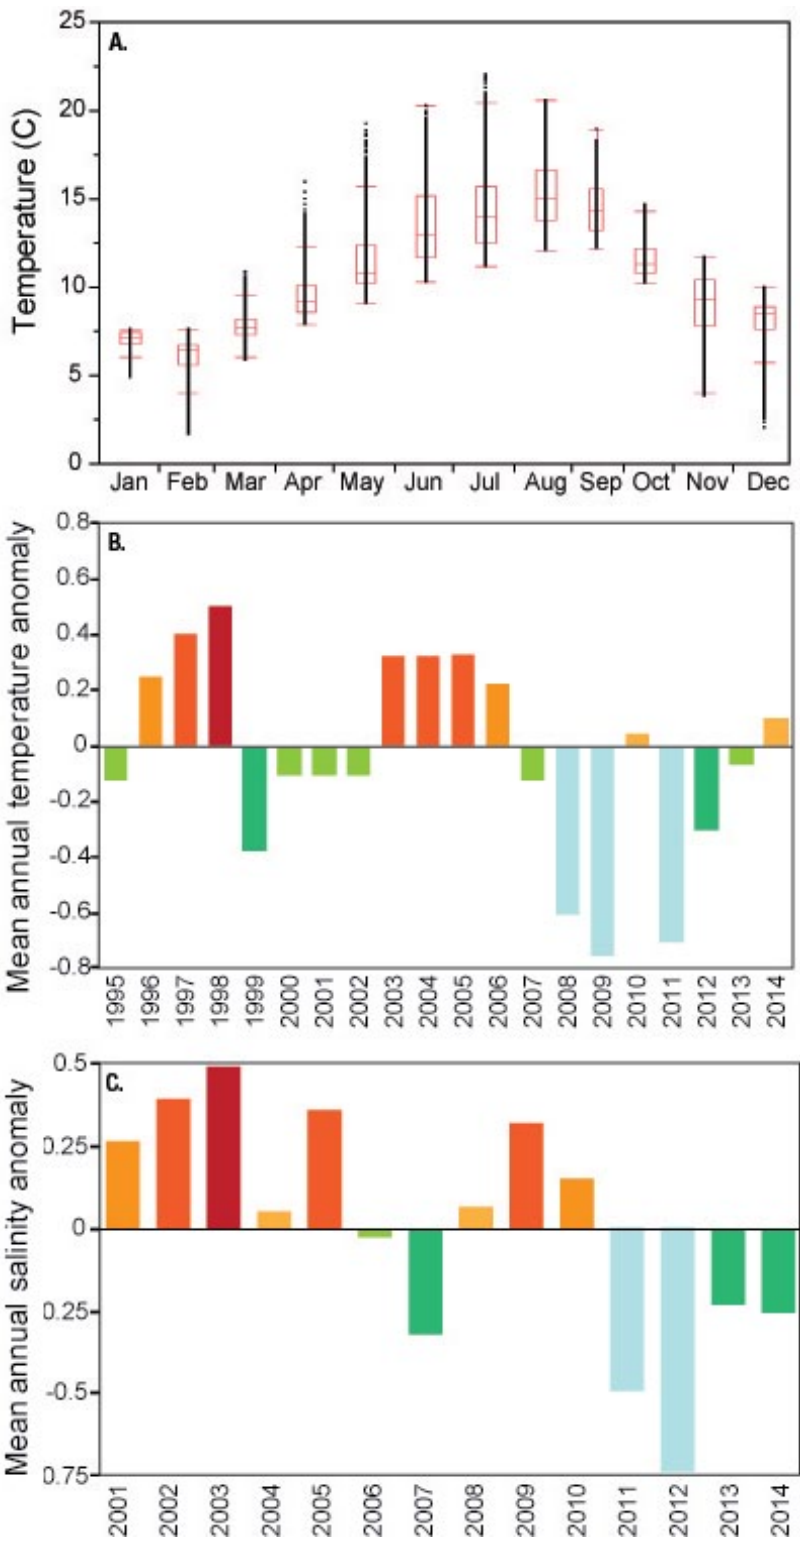 A.
Temperature (C)
25
20
15
10
5
0
Jan Feb Mar Apr May Jun Jul Aug Sep Oct Nov Dec
B.
Mean annual temperature anomaly
0.8
0.6
0.4
0.2
0
-0.2
-0.4
-0.6
-0.8
1995 1996 1997 1998 1999 2000 2001 2002 2003 2004 2005 2006 2007 2008 2009 2010 2011 2012 2013 2014
C.
Mean annual salinity anomaly
0.5
0.25
0
0.25
-0.5
0.75
2001 2002 2003 2004 2005 2006 2007 2008 2009 2010 2011 2012 2013 2014